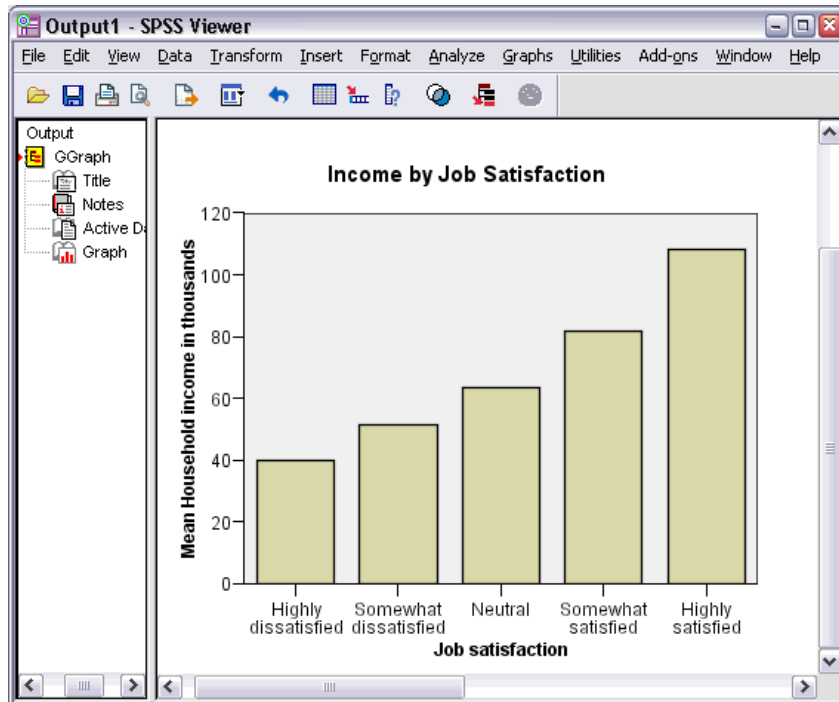 Output1 - SPSS Viewer
File Edit View Data Transform Insert Format Analyze Graphs Utilities Add-ons Window Help
Output
GGraph
Title
Notes
Active Da
Graph
Income by Job Satisfaction
Mean Household income in thousands
120
100
80
60
40
20
0
Highly dissatisfied
Somewhat dissatisfied
Neutral
Somewhat satisfied
Highly satisfied
Job satisfaction